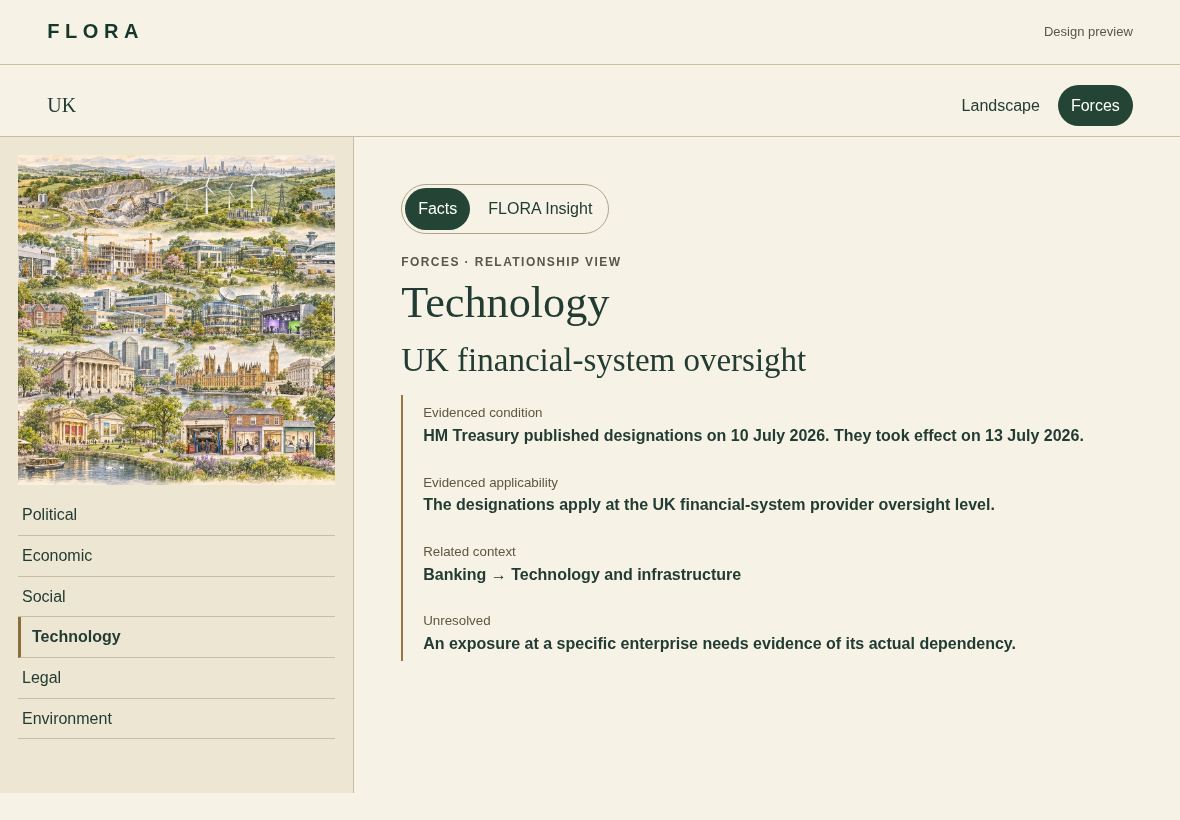 FLORA
Design preview
UK
Landscape
Forces
Political
Economic
Social
Technology
Legal
Environment
Facts
FLORA Insight
FORCES · RELATIONSHIP VIEW
Technology
UK financial-system oversight
Evidenced condition
HM Treasury published designations on 10 July 2026. They took effect on 13 July 2026.
Evidenced applicability
The designations apply at the UK financial-system provider oversight level.
Related context
Banking → Technology and infrastructure
Unresolved
An exposure at a specific enterprise needs evidence of its actual dependency.